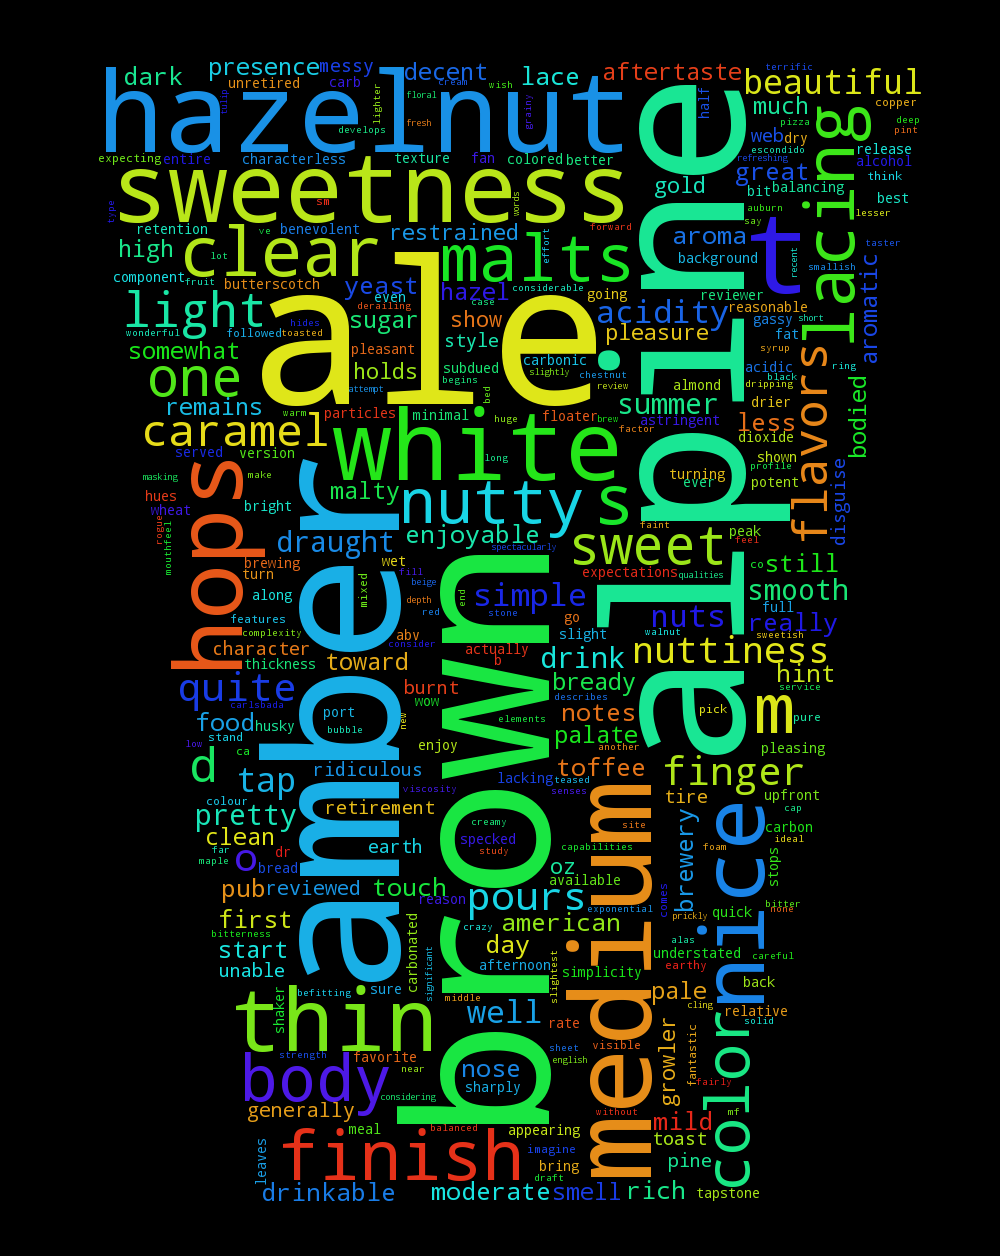 terrific
dark
presence
messy
decent
lace
aftertaste
beautiful
unretired
carb
cream
wish
half
tulip
hazelnut
floral
lighter
grainy
much
copper
deep
pizza
pint
fresh
develops
web
dry
escondido
release
expecting
entire
characterless
texture
fan
colored
better
refreshing
alcohol
great
think
sweetness
sm
words
type
gold
bit
balancing
best
auburn
lesser
say
lacing
retention
ve
benevolent
restrained
forward
aroma
t
taster
high
clear
lot
malts
effort
background
recent
smallish
component
fruit
butterscotch
yeast
hazel
case
considerable
going
reviewer
reasonable
aromatic
even
derailing
light
hides
sugar
show
acidity
gassy
short
wonderful
followed
toasted
ale
style
pleasure
fat
somewhat
pleasant
carbonic
syrup
one
holds
subdued
slightly
chestnut
acidic
ring
attempt
begins
bed
review
almond
dripping
black
remains
warm
particles
minimal
huge
floater
brew
summer
drier
flavors
bodied
caramel
white
factor
astringent
less
dioxide
served
version
long
shown
profile
masking
make
turning
ever
potent
disguise
hues
malty
nutty
s
wheat
bright
faint
peak
rogue
mouthfeel
hops
draught
enjoyable
sweet
feel
spectacularly
brewing
turn
wet
fill
expectations
qualities
co
still
mixed
beige
along
depth
red
end
simple
stone
nuts
full
smooth
features
go
really
complexity
abv
slight
walnut
sweetish
character
consider
actually
nuttiness
thickness
toward
b
drink
hint
quite
burnt
bready
describes
service
carlsbada
wow
m
food
husky
port
new
elements
notes
pick
pure
stand
bubble
low
ca
enjoy
palate
another
pleasing
d
tap
ridiculous
lacking
teased
toffee
finger
amber
brown
alpine
viscosity
senses
colour
retirement
tire
upfront
pretty
creamy
site
cap
clean
earth
specked
carbon
study
capabilities
foam
ideal
far
o
dr
maple
bread
oz
stops
pub
reviewed
touch
reason
available
comes
brewery
nice
first
pours
exponential
prickly
quick
bitter
none
bitterness
crazy
american
alas
start
day
understated
careful
unable
carbonated
significant
afternoon
slightest
simplicity
earthy
back
sure
befitting
middle
medium
pale
cling
relative
shaker
thin
well
rate
solid
strength
favorite
near
sheet
english
visible
growler
fantastic
body
nose
sharply
fairly
considering
generally
without
mf
meal
balanced
appearing
mild
color
finish
imagine
toast
leaves
bring
pine
draft
drinkable
moderate
smell
rich
tapstone